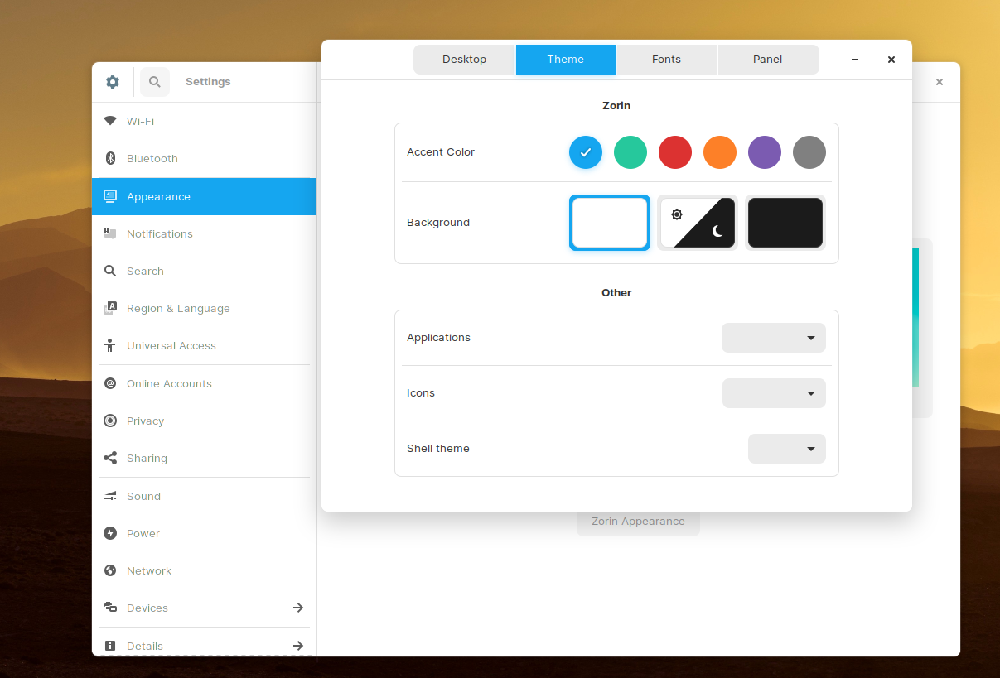 Desktop
Theme
Fonts
Panel
Settings
Wi-Fi
Bluetooth
Appearance
Notifications
Search
Region & Language
Universal Access
Online Accounts
Privacy
Sharing
Sound
Power
Network
Devices
Details
Zorin
Accent Color
Background
Other
Applications
Icons
Shell theme
Zorin Appearance